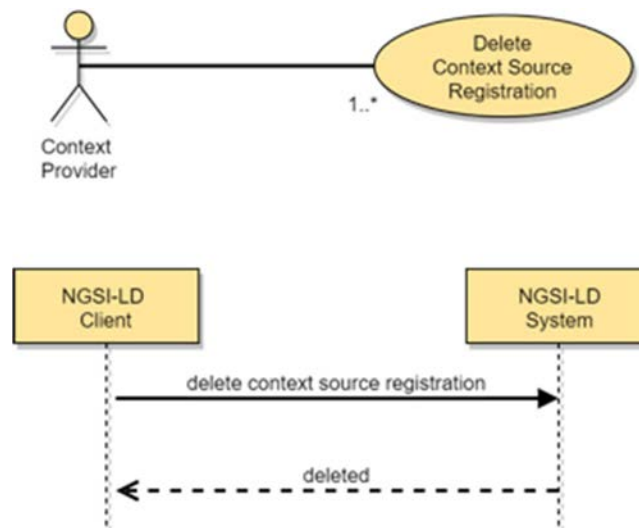 Delete
Context Source
Registration
1..*
Context
Provider
NGSI-LD
Client
NGSI-LD
System
delete context source registration
deleted